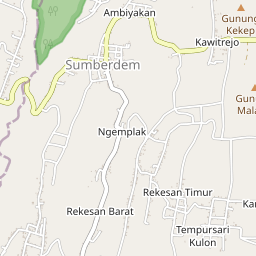 Ambiyakan
Gunung
Kekep
Kawitrejo
Sumberdem
Gun
Mala
Ngemplak
Rekesan Timur
Rekesan Barat
Kar
Tempursari
Kulon